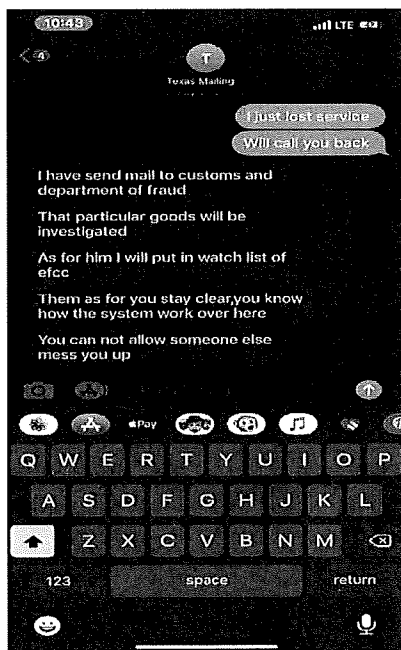 10:43
LTE
4
T
Texas Mailing
I just lost service
Will call you back
I have send mail to customs and
department of fraud
That particular goods will be
investigated
As for him I will put in watch list of
efcc
Them as for you stay clear,you know
how the system work over here
You can not allow someone else
mess you up
Pay
Q W E R T Y U I O P
A S D F G H J K L
Z X C V B N M
123 space return